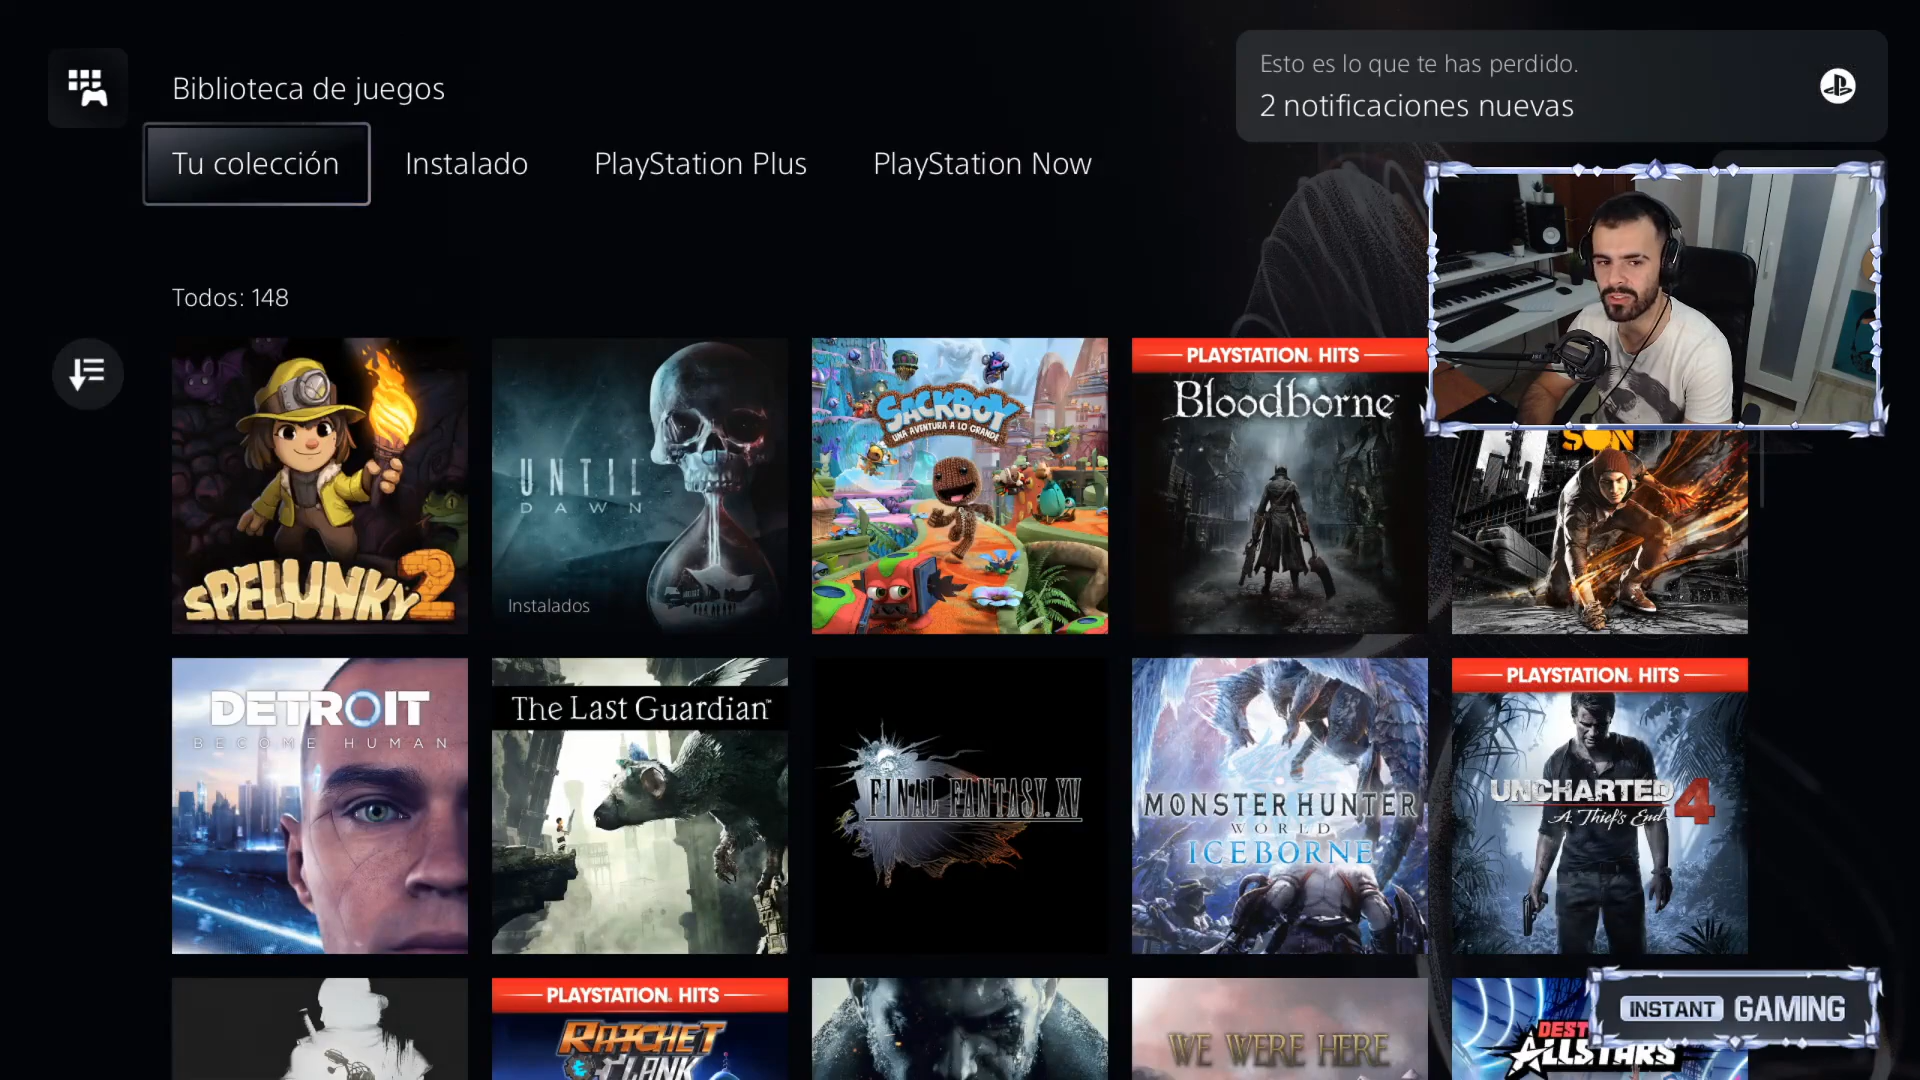 Biblioteca de juegos
Esto es lo que te has perdido.
2 notificaciones nuevas
Tu colección
Instalado
PlayStation Plus
PlayStation Now
Todos: 148
SPELUNKY 2
UNTIL
DAWN
Instalados
SACKBOY
UNA AVENTURA A LO GRANDE
PLAYSTATION HITS
Bloodborne
SON
DETROIT
BECOME HUMAN
The Last Guardian™
FINAL FANTASY XV
MONSTER HUNTER
WORLD
ICEBORNE
PLAYSTATION HITS
UNCHARTED 4
A Thief's End
PLAYSTATION HITS
RATCHET
CLANK
WE WERE HERE
DEST
ALLSTARS
INSTANT GAMING